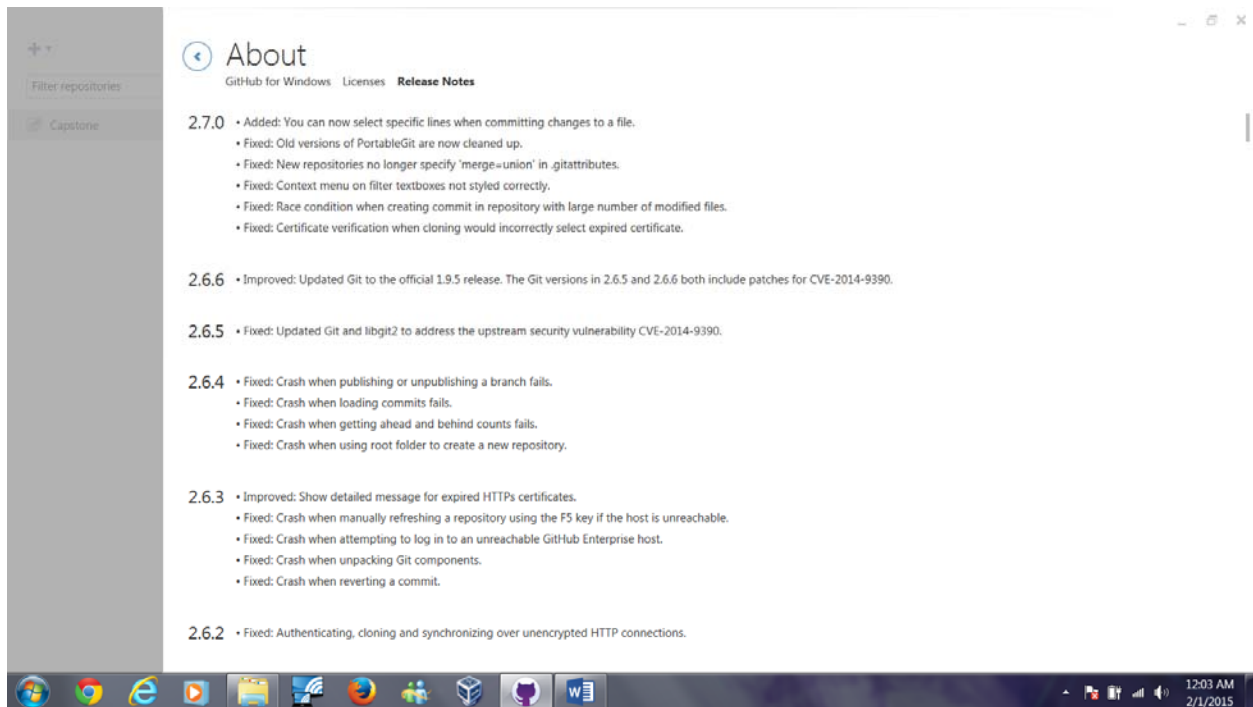 About
Filter repositories
GitHub for Windows Licenses Release Notes
Capstone
2.7.0 • Added: You can now select specific lines when committing changes to a file.
• Fixed: Old versions of PortableGit are now cleaned up.
• Fixed: New repositories no longer specify 'merge=union' in .gitattributes.
• Fixed: Context menu on filter textboxes not styled correctly.
• Fixed: Race condition when creating commit in repository with large number of modified files.
• Fixed: Certificate verification when cloning would incorrectly select expired certificate.
2.6.6 • Improved: Updated Git to the official 1.9.5 release. The Git versions in 2.6.5 and 2.6.6 both include patches for CVE-2014-9390.
2.6.5 • Fixed: Updated Git and libgit2 to address the upstream security vulnerability CVE-2014-9390.
2.6.4 • Fixed: Crash when publishing or unpublishing a branch fails.
• Fixed: Crash when loading commits fails.
• Fixed: Crash when getting ahead and behind counts fails.
• Fixed: Crash when using root folder to create a new repository.
2.6.3 • Improved: Show detailed message for expired HTTPs certificates.
• Fixed: Crash when manually refreshing a repository using the F5 key if the host is unreachable.
• Fixed: Crash when attempting to log in to an unreachable GitHub Enterprise host.
• Fixed: Crash when unpacking Git components.
• Fixed: Crash when reverting a commit.
2.6.2 • Fixed: Authenticating, cloning and synchronizing over unencrypted HTTP connections.
12:03 AM
2/1/2015